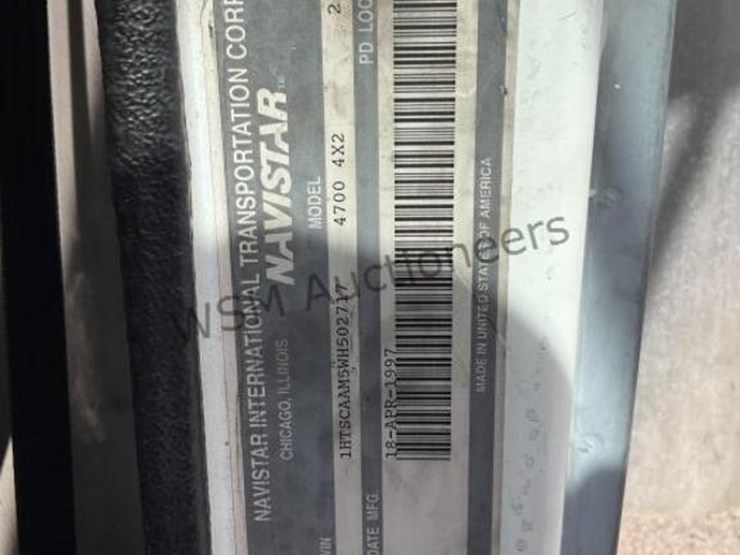 NAVISTAR INTERNATIONAL TRANSPORTATION CORP
CHICAGO, ILLINOIS NAVISTAR
VIN MODEL
1HTSCAAM5WH502717 4700 4X2 2
DATE MFG. PD LOC
18-APR-1997
MADE IN UNITED STATES OF AMERICA
WSM Auctioneers